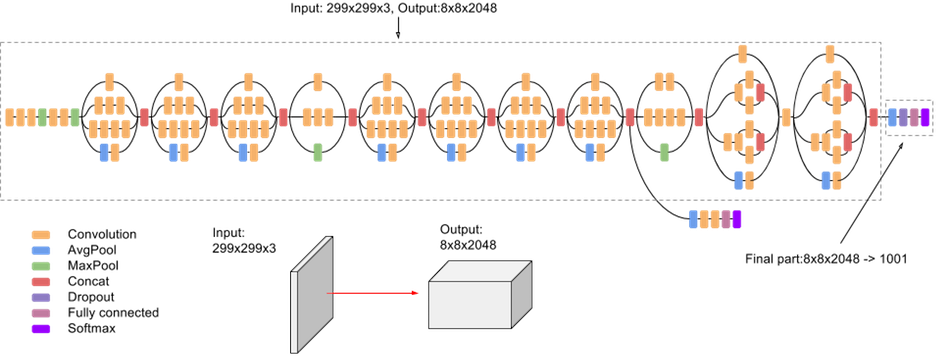 Input: 299x299x3, Output:8x8x2048
Convolution
AvgPool
MaxPool
Concat
Dropout
Fully connected
Softmax
Input:
299x299x3
Output:
8x8x2048
Final part:8x8x2048 -> 1001